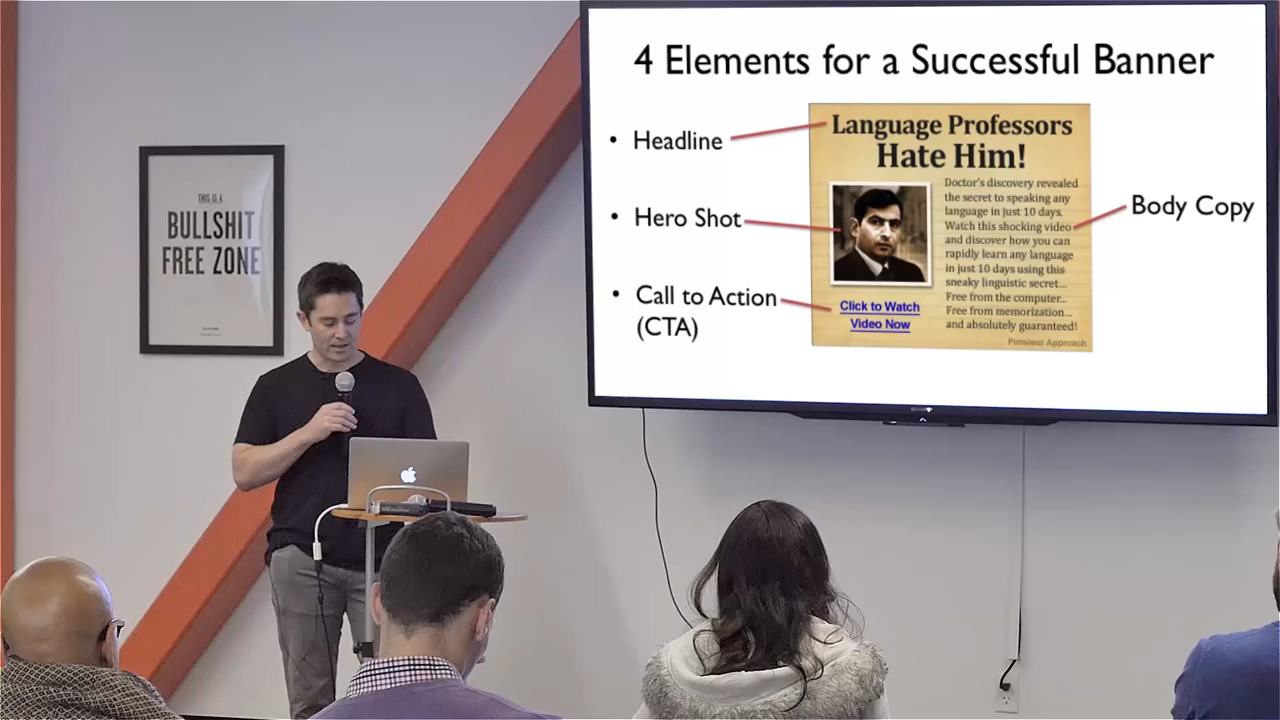 4 Elements for a Successful Banner
• Headline
• Hero Shot
• Call to Action
(CTA)
Language Professors
Hate Him!
Doctor's discovery revealed
the secret to speaking any
language in just 10 days.
Watch this shocking video
and discover how you can
rapidly learn any language
in just 10 days using this
sneaky linguistic secret...
Free from the computer...
Free from memorization...
and absolutely guaranteed!
Click to Watch
Video Now
Pimsleur Approach
Body Copy
THIS IS A
BULLSHIT
FREE ZONE
SHARP